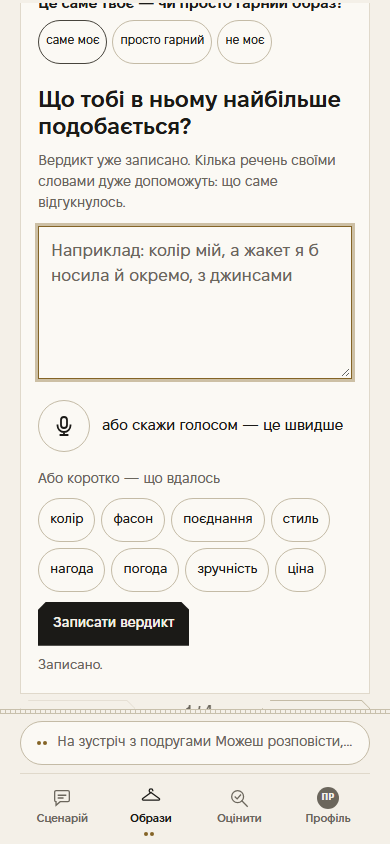 Це саме твоє — чи просто гарний образ?
саме моє
просто гарний
не моє
Що тобі в ньому найбільше
подобається?
Вердикт уже записано. Кілька речень своїми
словами дуже допоможуть: що саме
відгукнулось.
Наприклад: колір мій, а жакет я б
носила й окремо, з джинсами
або скажи голосом — це швидше
Або коротко — що вдалось
колір
фасон
поєднання
стиль
нагода
погода
зручність
ціна
Записати вердикт
Записано.
На зустріч з подругами Можеш розповісти,...
ПР
Сценарій
Образи
Оцінити
Профіль